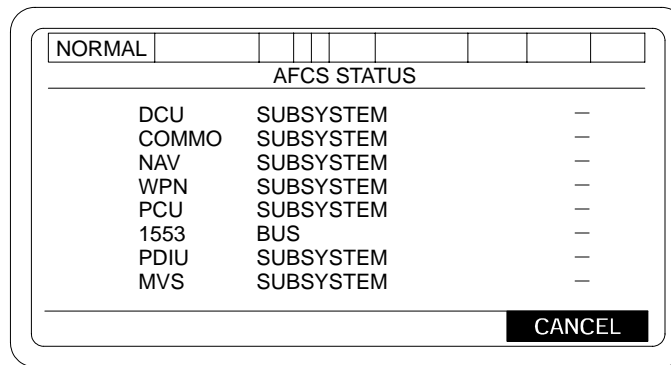 NORMAL
AFCS STATUS
DCU SUBSYSTEM –
COMMO SUBSYSTEM –
NAV SUBSYSTEM –
WPN SUBSYSTEM –
PCU SUBSYSTEM –
1553 BUS –
PDIU SUBSYSTEM –
MVS SUBSYSTEM –
CANCEL